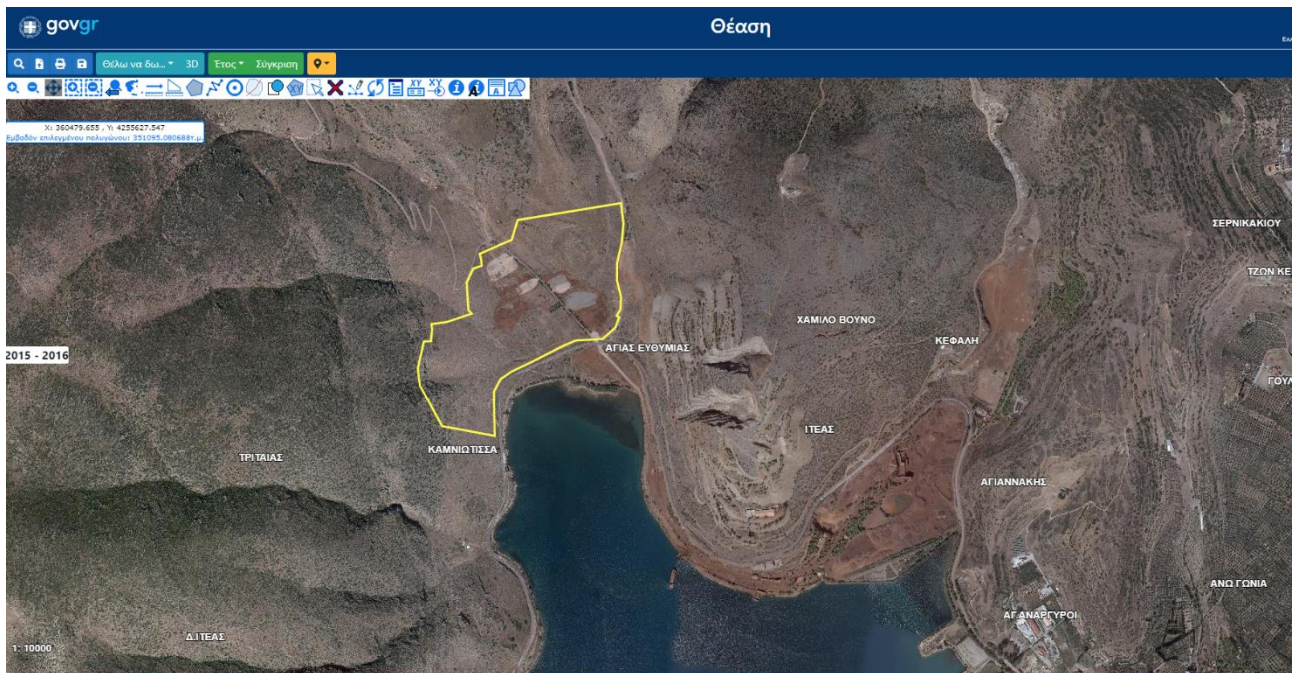 govgr
Θέαση
Θέλω να δω...
3D
Έτος
Σύγκριση
X: 360479.655 , Y: 4255627.547
Εμβαδόν επιλεγμένου πολυγώνου: 351095.080688τ.μ.
ΣΕΡΝΙΚΑΚΙΟΥ
ΤΖΩΝ ΚΕ
ΧΑΜΙΛΟ ΒΟΥΝΟ
ΚΕΦΑΛΗ
ΑΓΙΑΣ ΕΥΘΥΜΙΑΣ
2015 - 2016
ΓΟΥΛ
ΙΤΕΑΣ
ΚΑΜΝΙΩΤΙΣΣΑ
ΤΡΙΤΑΙΑΣ
ΑΓΙΑΝΝΑΚΗΣ
ΑΝΩ ΓΩΝΙΑ
ΑΓ.ΑΝΑΡΓΥΡΟΙ
Δ.ΙΤΕΑΣ
1: 10000